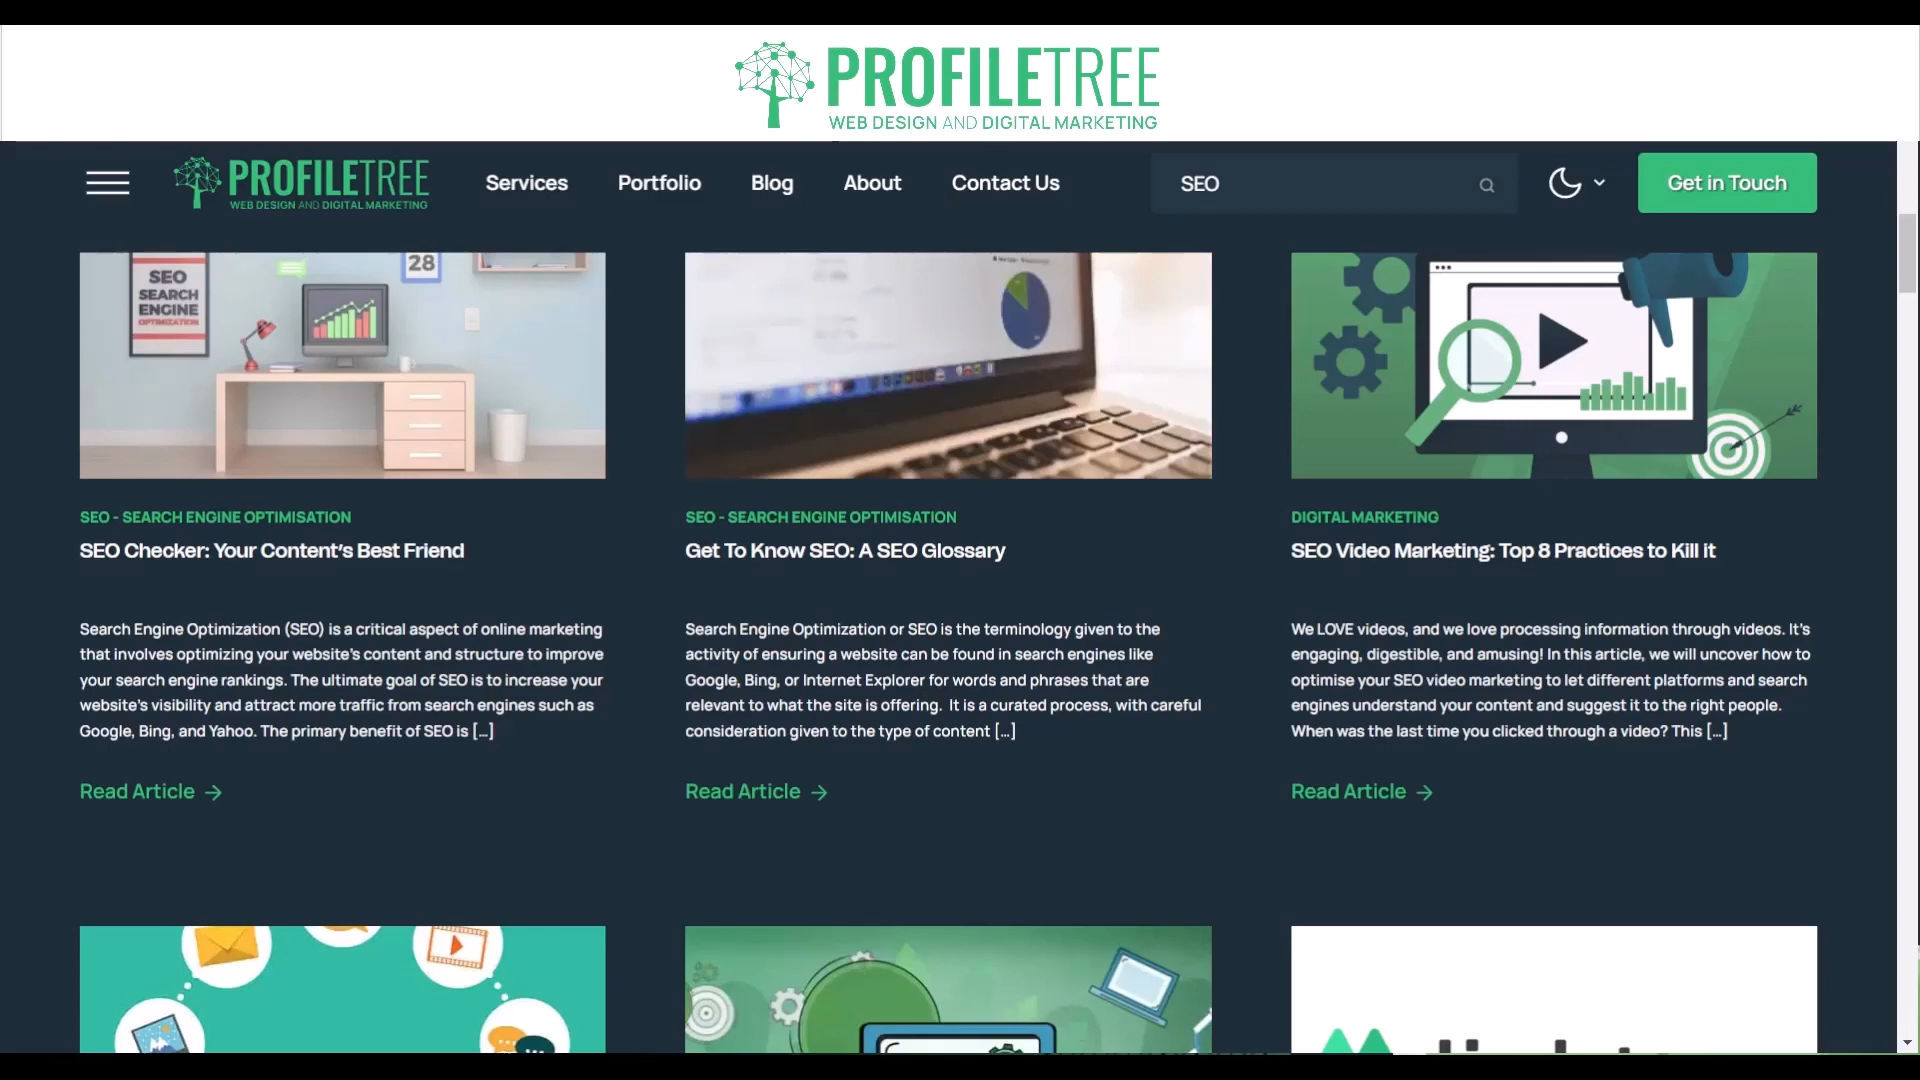 PROFILETREE
WEB DESIGN AND DIGITAL MARKETING
PROFILETREE
WEB DESIGN AND DIGITAL MARKETING
Services
Portfolio
Blog
About
Contact Us
SEO
Get in Touch
SEO
SEARCH
ENGINE
OPTIMIZATION
28
SEO - SEARCH ENGINE OPTIMISATION
SEO Checker: Your Content's Best Friend
Search Engine Optimization (SEO) is a critical aspect of online marketing
that involves optimizing your website's content and structure to improve
your search engine rankings. The ultimate goal of SEO is to increase your
website's visibility and attract more traffic from search engines such as
Google, Bing, and Yahoo. The primary benefit of SEO is [...]
Read Article
SEO - SEARCH ENGINE OPTIMISATION
Get To Know SEO: A SEO Glossary
Search Engine Optimization or SEO is the terminology given to the
activity of ensuring a website can be found in search engines like
Google, Bing, or Internet Explorer for words and phrases that are
relevant to what the site is offering. It is a curated process, with careful
consideration given to the type of content [...]
Read Article
DIGITAL MARKETING
SEO Video Marketing: Top 8 Practices to Kill it
We LOVE videos, and we love processing information through videos. It's
engaging, digestible, and amusing! In this article, we will uncover how to
optimise your SEO video marketing to let different platforms and search
engines understand your content and suggest it to the right people.
When was the last time you clicked through a video? This [...]
Read Article